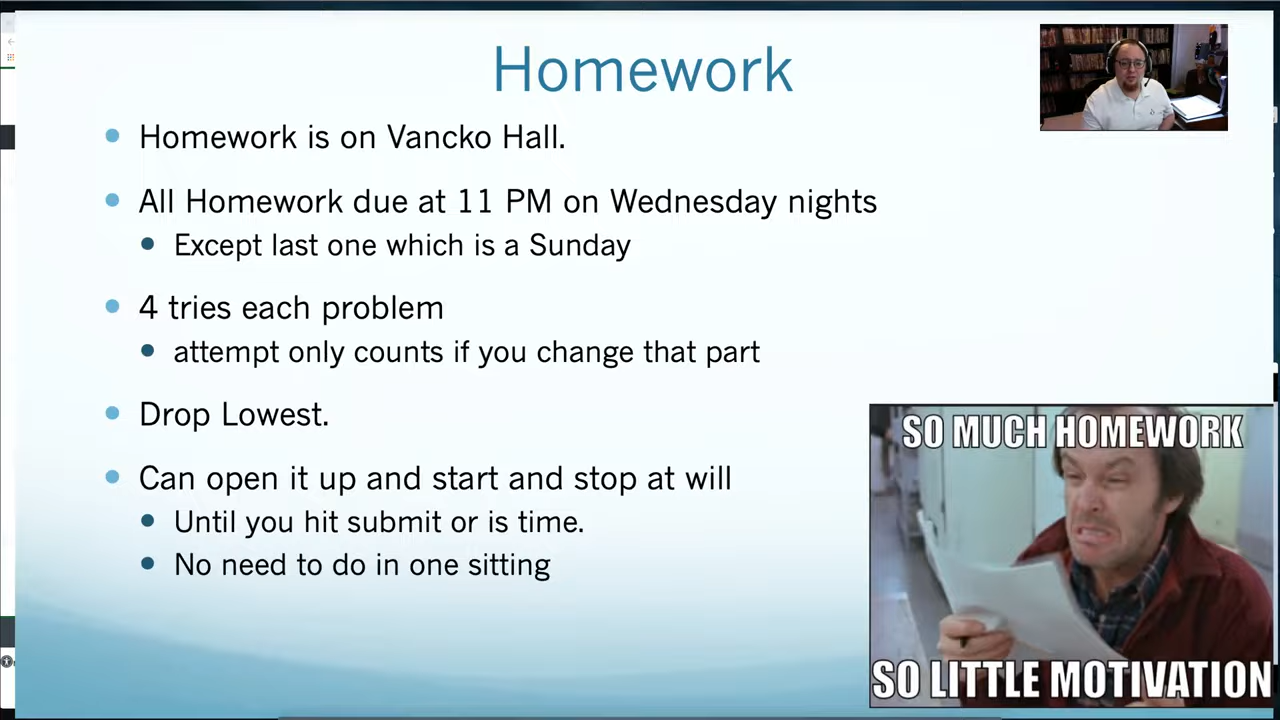 Homework
Homework is on Vancko Hall.
All Homework due at 11 PM on Wednesday nights
Except last one which is a Sunday
4 tries each problem
attempt only counts if you change that part
Drop Lowest.
Can open it up and start and stop at will
Until you hit submit or is time.
No need to do in one sitting
SO MUCH HOMEWORK
SO LITTLE MOTIVATION